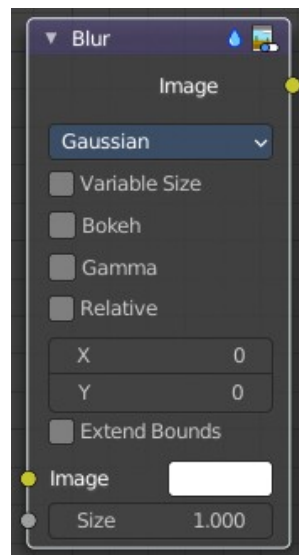 Blur
Image
Gaussian
Variable Size
Bokeh
Gamma
Relative
X 0
Y 0
Extend Bounds
Image
Size 1.000